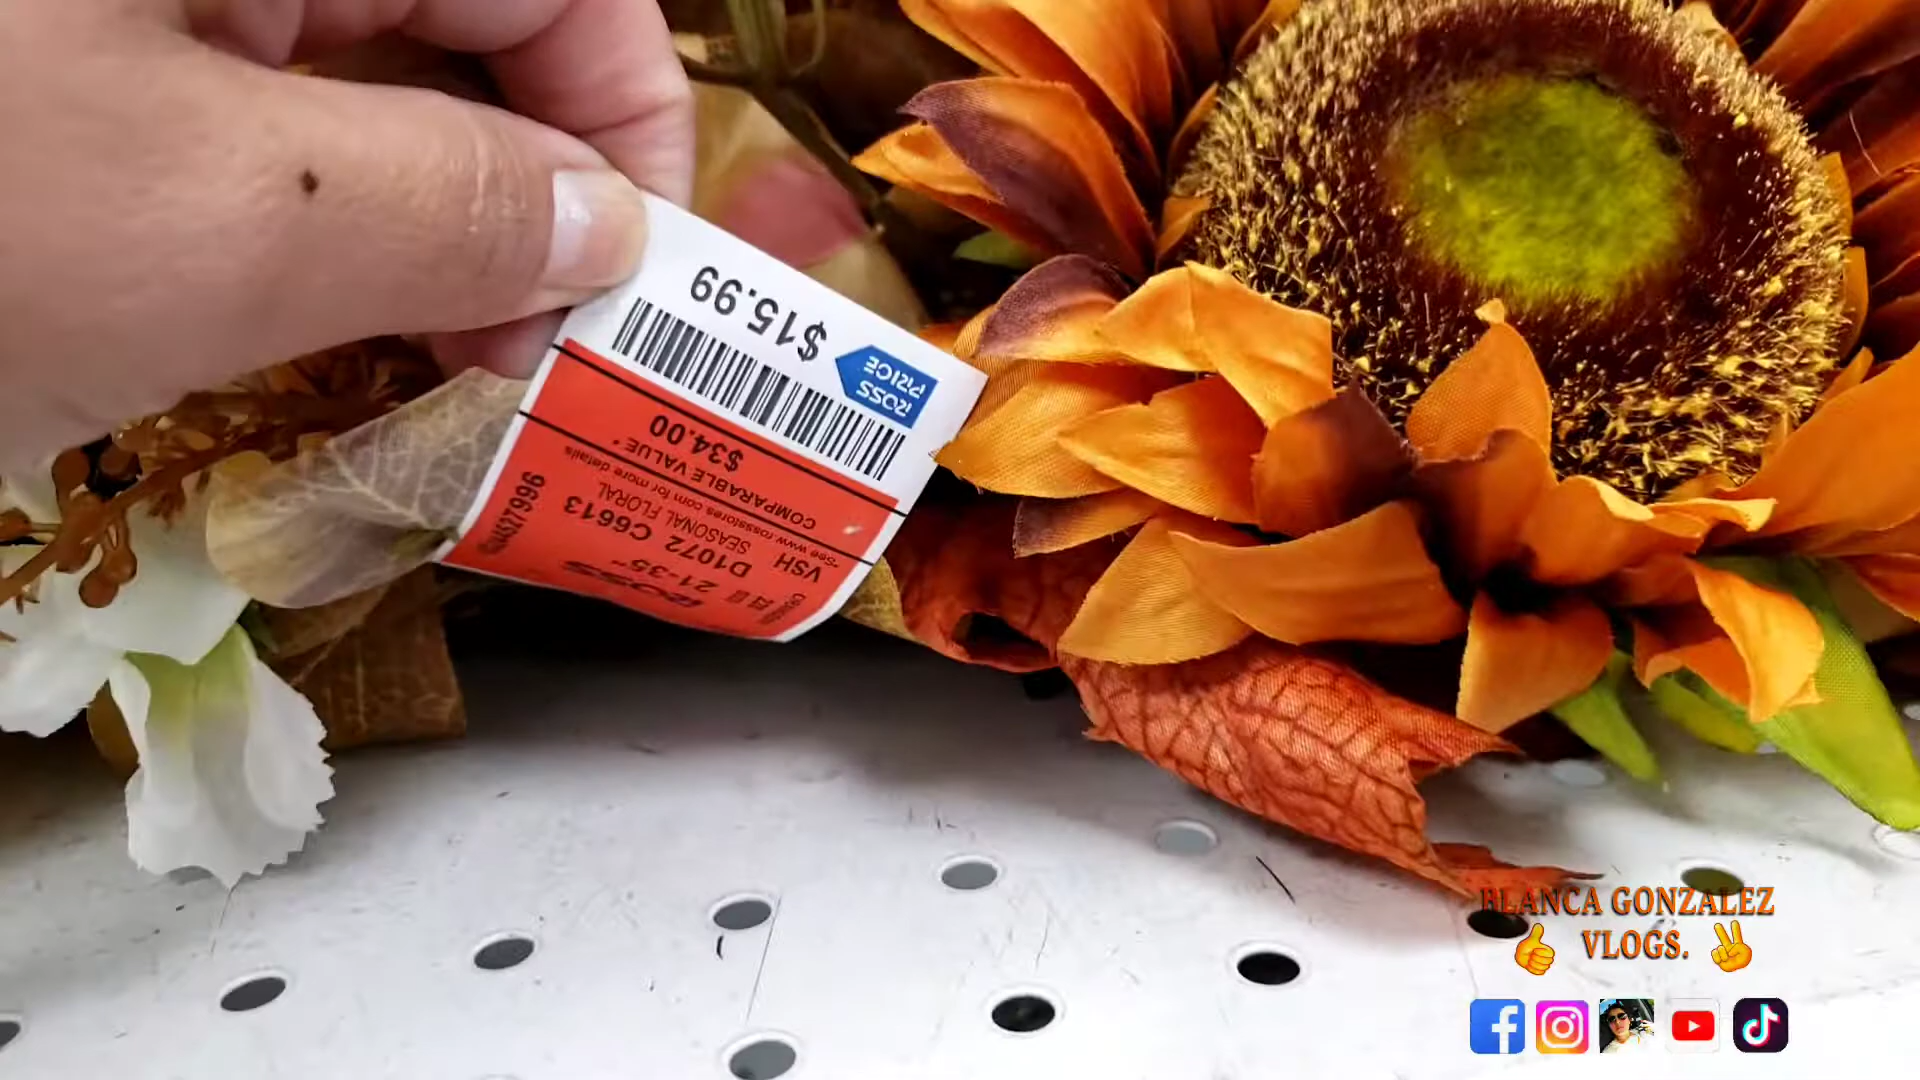 ROSS
21-35"
D1072 C6613
SEASONAL FLORAL
VSH
*See www.rossstores.com for more details
COMPARABLE VALUE*
$34.00
ROSS
PRICE
$15.99
BLANCA GONZALEZ
VLOGS.